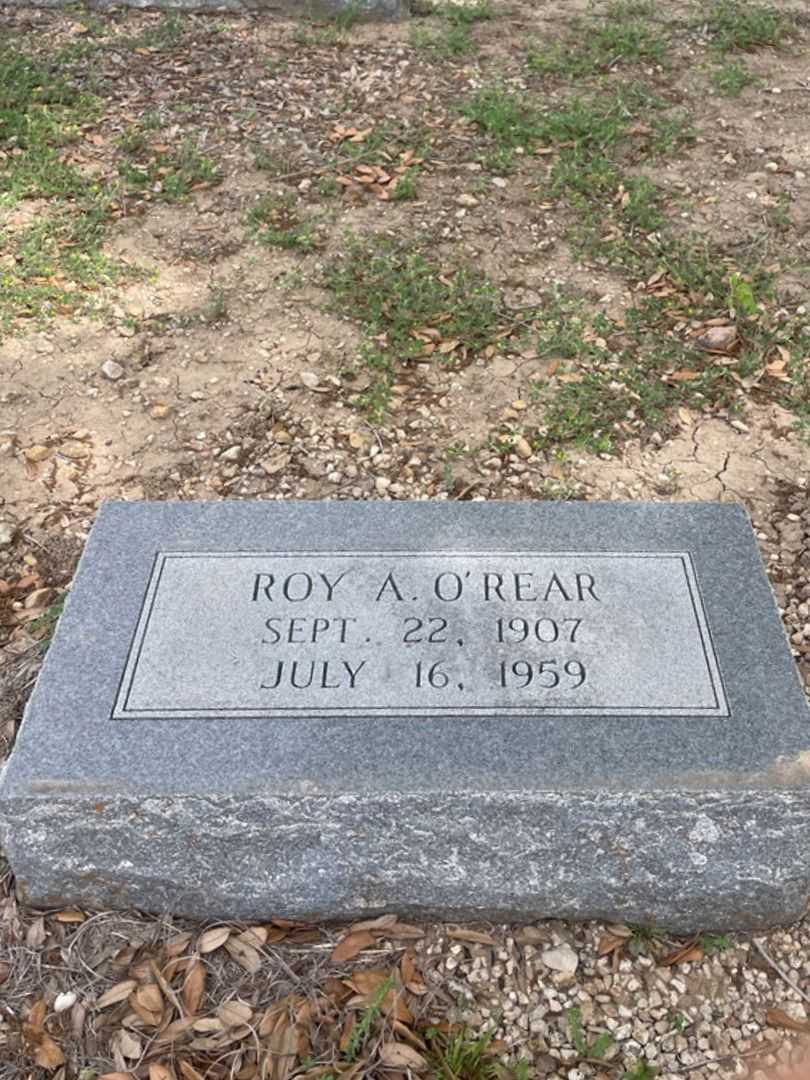 ROY A. O'REAR
SEPT. 22, 1907
JULY 16, 1959